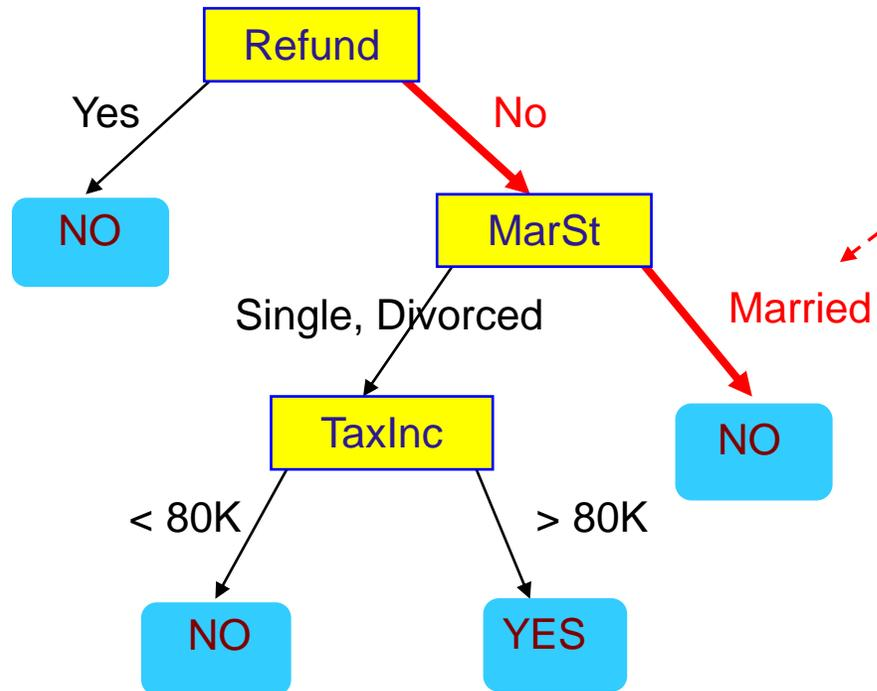 Refund
Yes
No
NO
MarSt
Single, Divorced
Married
TaxInc
NO
< 80K
> 80K
NO
YES